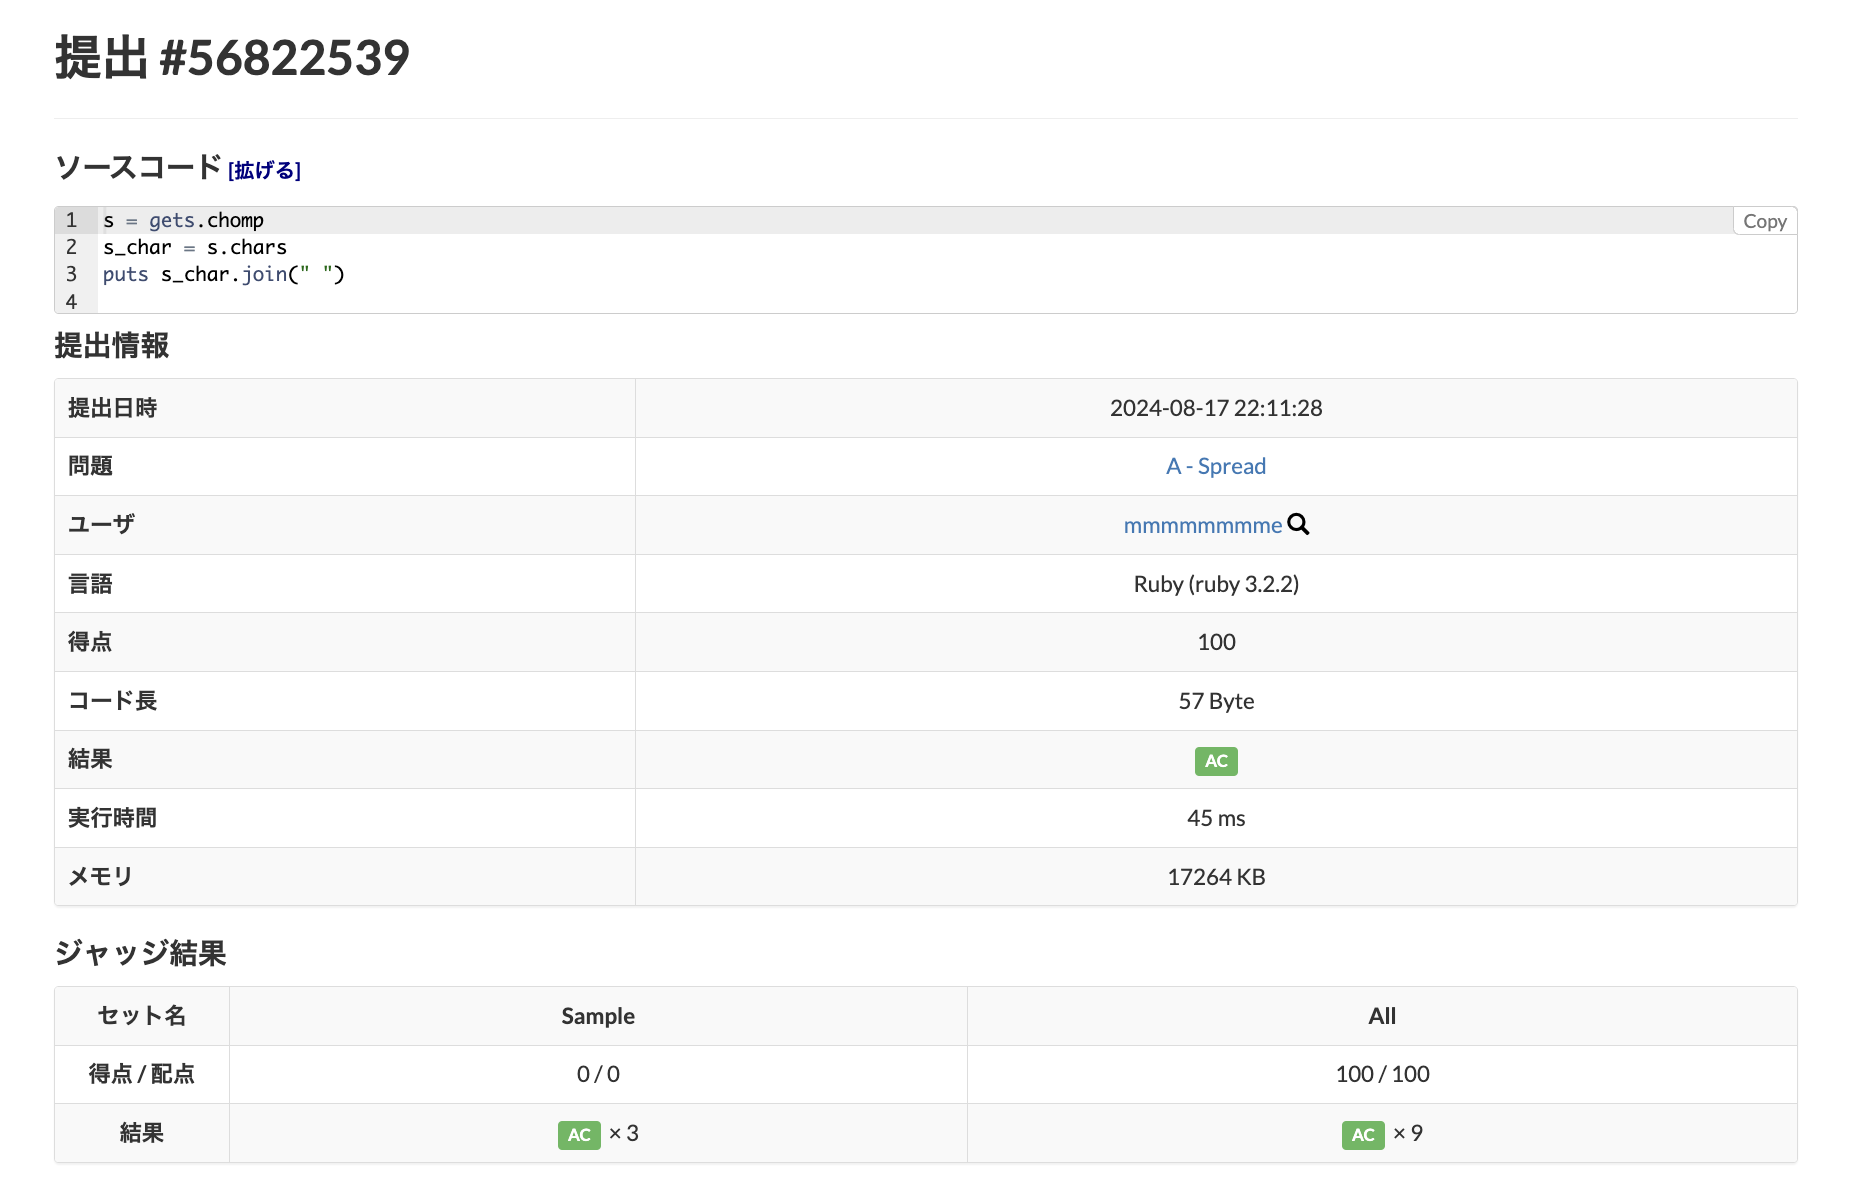 提出 #56822539
ソースコード [拡げる]
1 s = gets.chomp
Copy
2 s_char = s.chars
3 puts s_char.join(" ")
4
提出情報
提出日時 2024-08-17 22:11:28
問題 A - Spread
ユーザ mmmmmmmme
言語 Ruby (ruby 3.2.2)
得点 100
コード長 57 Byte
結果 AC
実行時間 45 ms
メモリ 17264 KB
ジャッジ結果
セット名 Sample All
得点 / 配点 0 / 0 100 / 100
結果 AC × 3 AC × 9